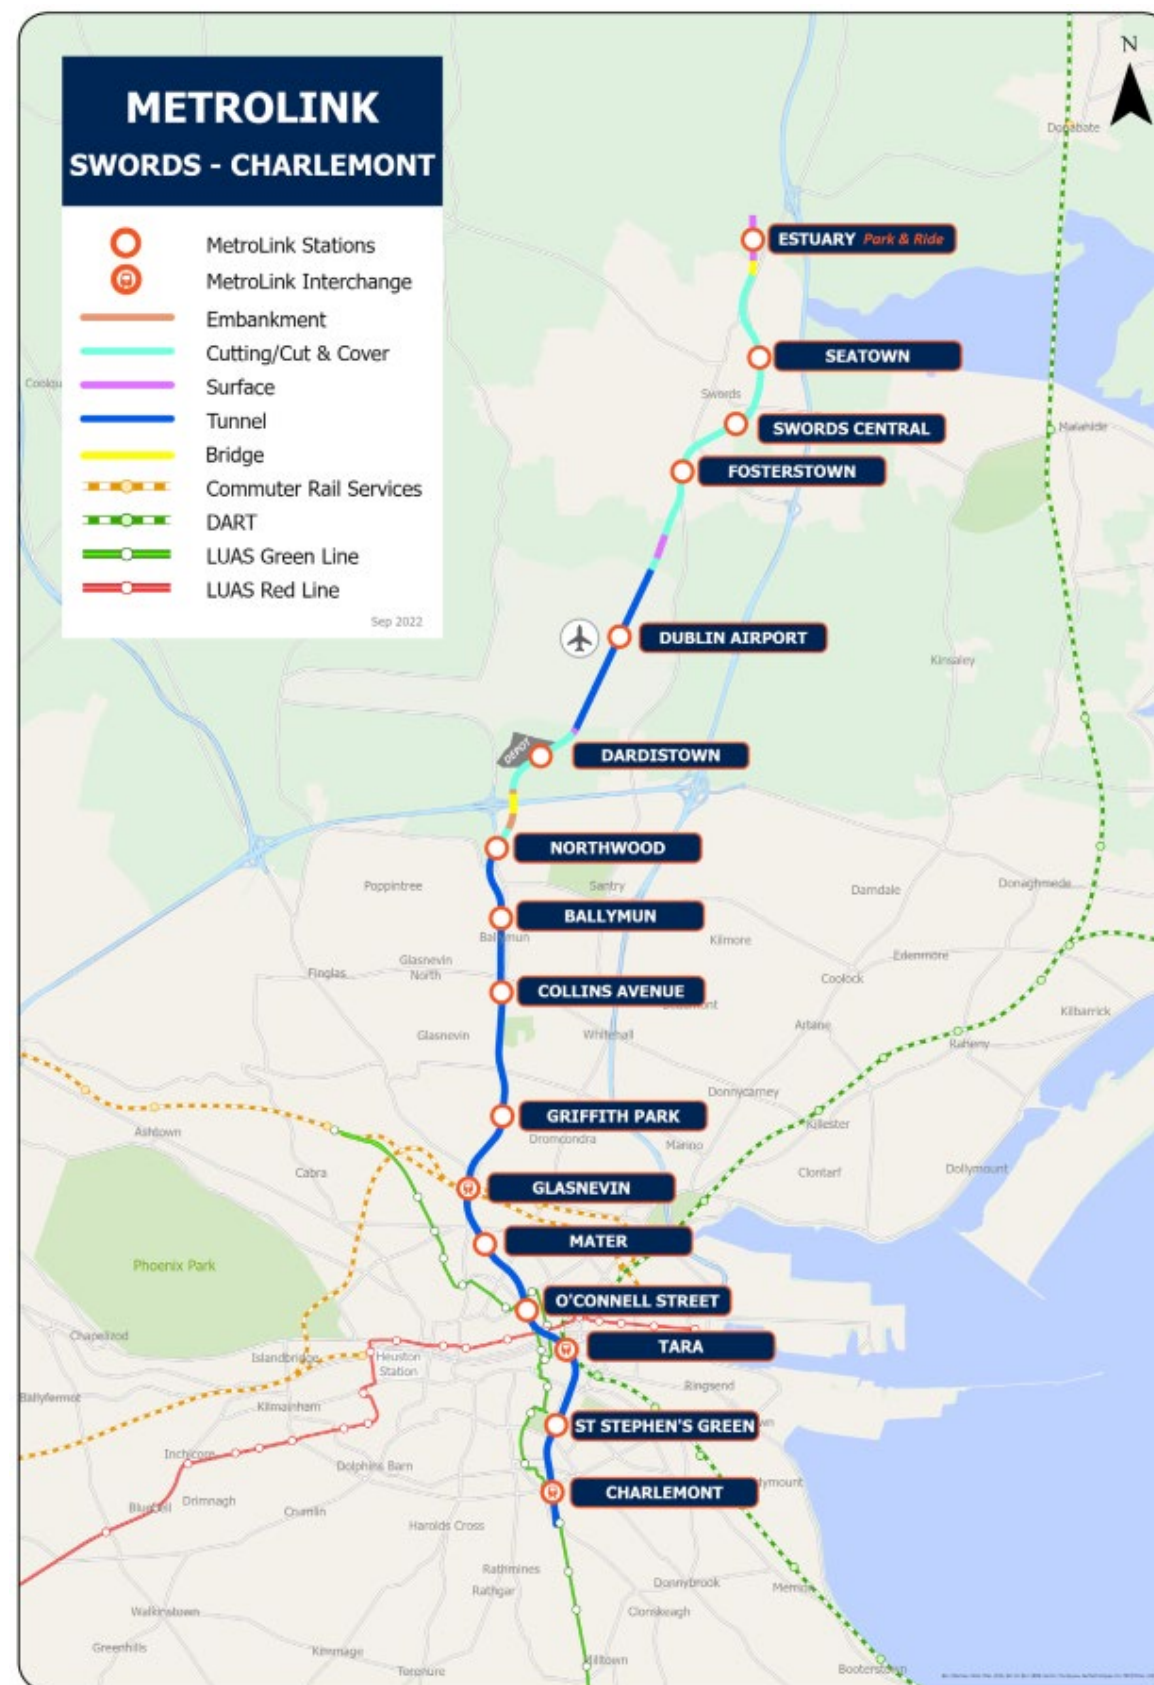 METROLINK
SWORDS - CHARLEMONT
MetroLink Stations
MetroLink Interchange
Embankment
Cutting/Cut & Cover
Surface
Tunnel
Bridge
Commuter Rail Services
DART
LUAS Green Line
LUAS Red Line
Sep 2022
N
Donabate
ESTUARY Park & Ride
SEATOWN
Swords
SWORDS CENTRAL
Malahide
FOSTERSTOWN
DUBLIN AIRPORT
Kinsaley
DEPOT
DARDISTOWN
NORTHWOOD
Poppintree
Santry
Darndale
Donaghmede
BALLYMUN
Ballymun
Kilmore
Edenmore
Glasnevin
North
Finglas
Coolock
COLLINS AVENUE
Kilbarrick
Glasnevin
Whitehall
Artane
Raheny
Donnycarney
GRIFFITH PARK
Killester
Ashtown
Dromcondra
Marino
Cabra
Clontarf
Dollymount
GLASNEVIN
MATER
Phoenix Park
O'CONNELL STREET
Chapelizod
TARA
Islandbridge
Heuston
Station
Ringsend
Ballyfermot
Kilmainham
ST STEPHEN'S GREEN
Inchicore
Dolphins Barn
CHARLEMONT
Drimnagh
Crumlin
Harolds Cross
Rathmines
Rathgar
Donnybrook
Walkinstown
Clonskeagh
Greenhills
Kimmage
Terenure
Milltown
Booterstown